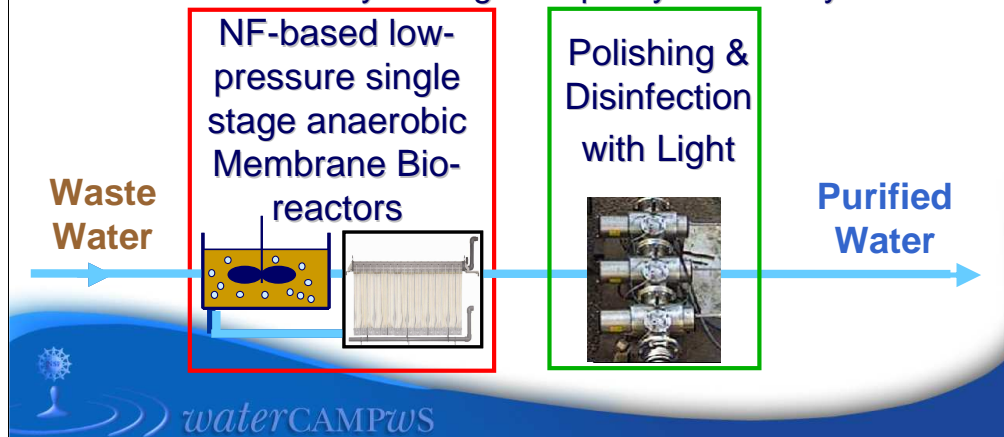 NF-based low-
pressure single
stage anaerobic
Membrane Bio-
reactors
Polishing &
Disinfection
with Light
Waste
Water
Purified
Water
waterCAMPwS